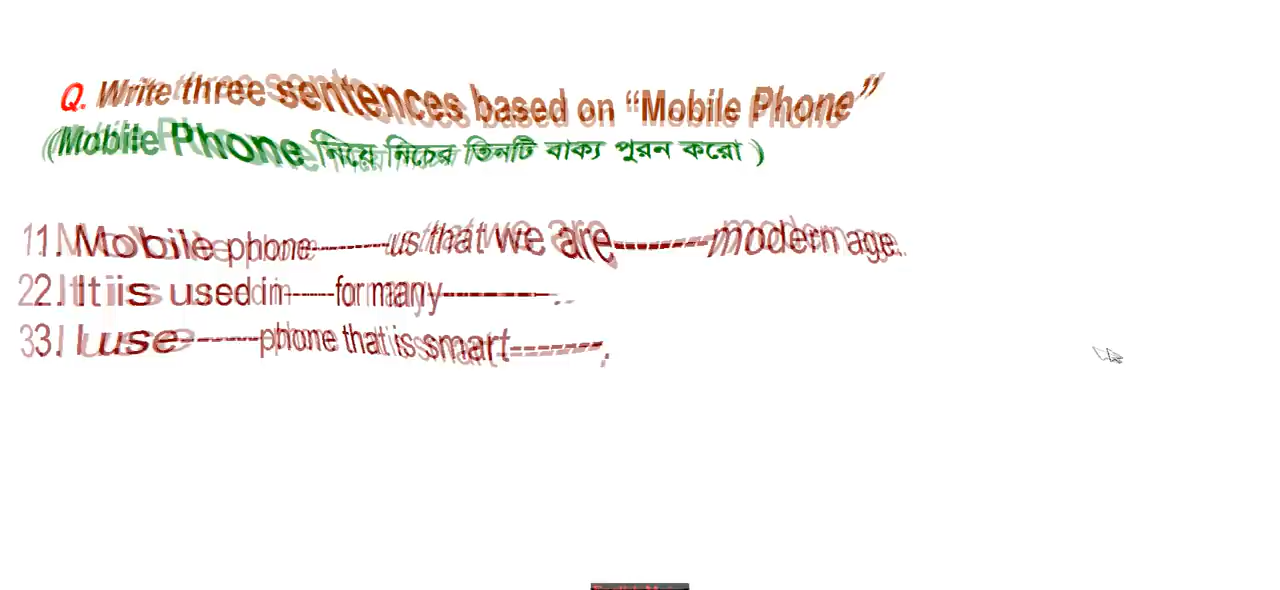 Q. Write three sentences based on “Mobile Phone”
(Mobile Phone নিয়ে নিচের তিনটি বাক্য পুরন করো )
1. Mobile phone--------us that we are-------modern age.
2. It is used in-----for many---------.
3. I use------phone that is smart-------.